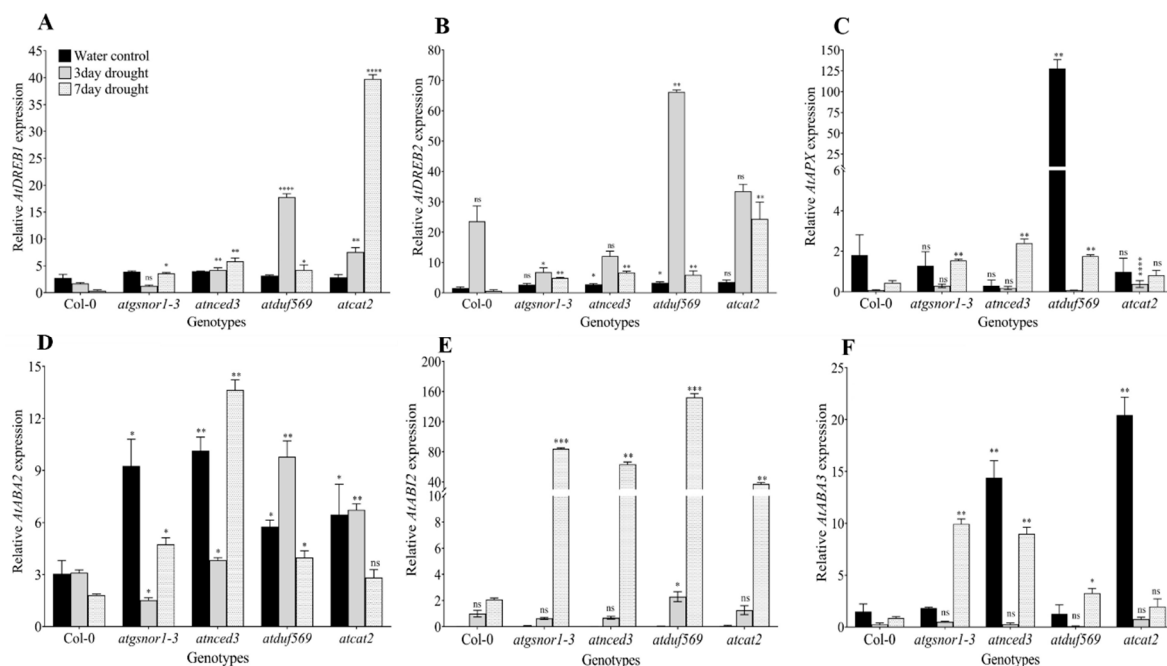 A
Water control
3day drought
7day drought
Relative AtDREB1 expression
45
40
35
30
25
20
15
10
5
0
ns
*
**
**
****
*
**
****
Col-0 atgsnor1-3 atnced3 atduf569 atcat2
Genotypes
B
Relative AtDREB2 expression
80
70
60
50
40
30
20
10
0
ns
ns
*
**
*
ns
**
*
**
**
ns
ns
**
Col-0 atgsnor1-3 atnced3 atduf569 atcat2
Genotypes
C
Relative AtAPX expression
150
125
100
75
50
6
4
2
0
ns
ns
**
ns
ns
**
**
**
ns
****
ns
Col-0 atgsnor1-3 atnced3 atduf569 atcat2
Genotypes
D
Relative AtABA2 expression
15
12
9
6
3
0
*
*
*
**
*
**
*
**
*
*
**
ns
Col-0 atgsnor1-3 atnced3 atduf569 atcat2
Genotypes
E
Relative AtABI2 expression
200
160
120
80
40
10
8
6
4
2
0
ns
ns
***
ns
**
*
***
ns
**
Col-0 atgsnor1-3 atnced3 atduf569 atcat2
Genotypes
F
Relative AtABA3 expression
25
20
15
10
5
0
ns
**
**
ns
**
ns
*
**
ns
ns
Col-0 atgsnor1-3 atnced3 atduf569 atcat2
Genotypes